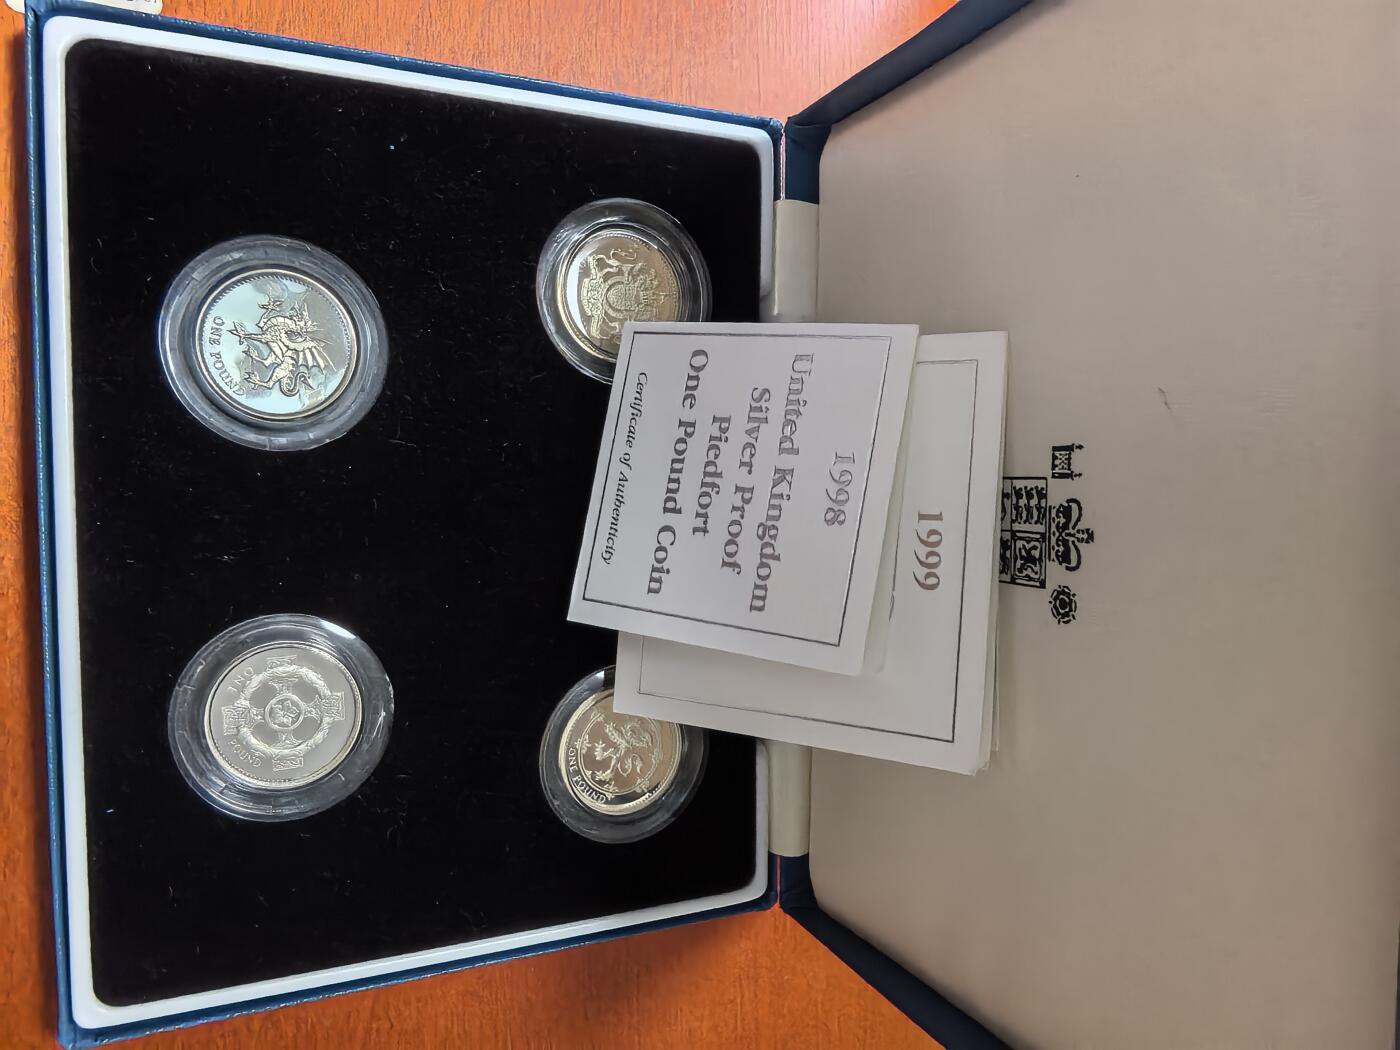 1998
United Kingdom
Silver Proof
Piedfort
One Pound Coin
Certificate of Authenticity
1999
ONE POUND
ONE
POUND
ONE POUND